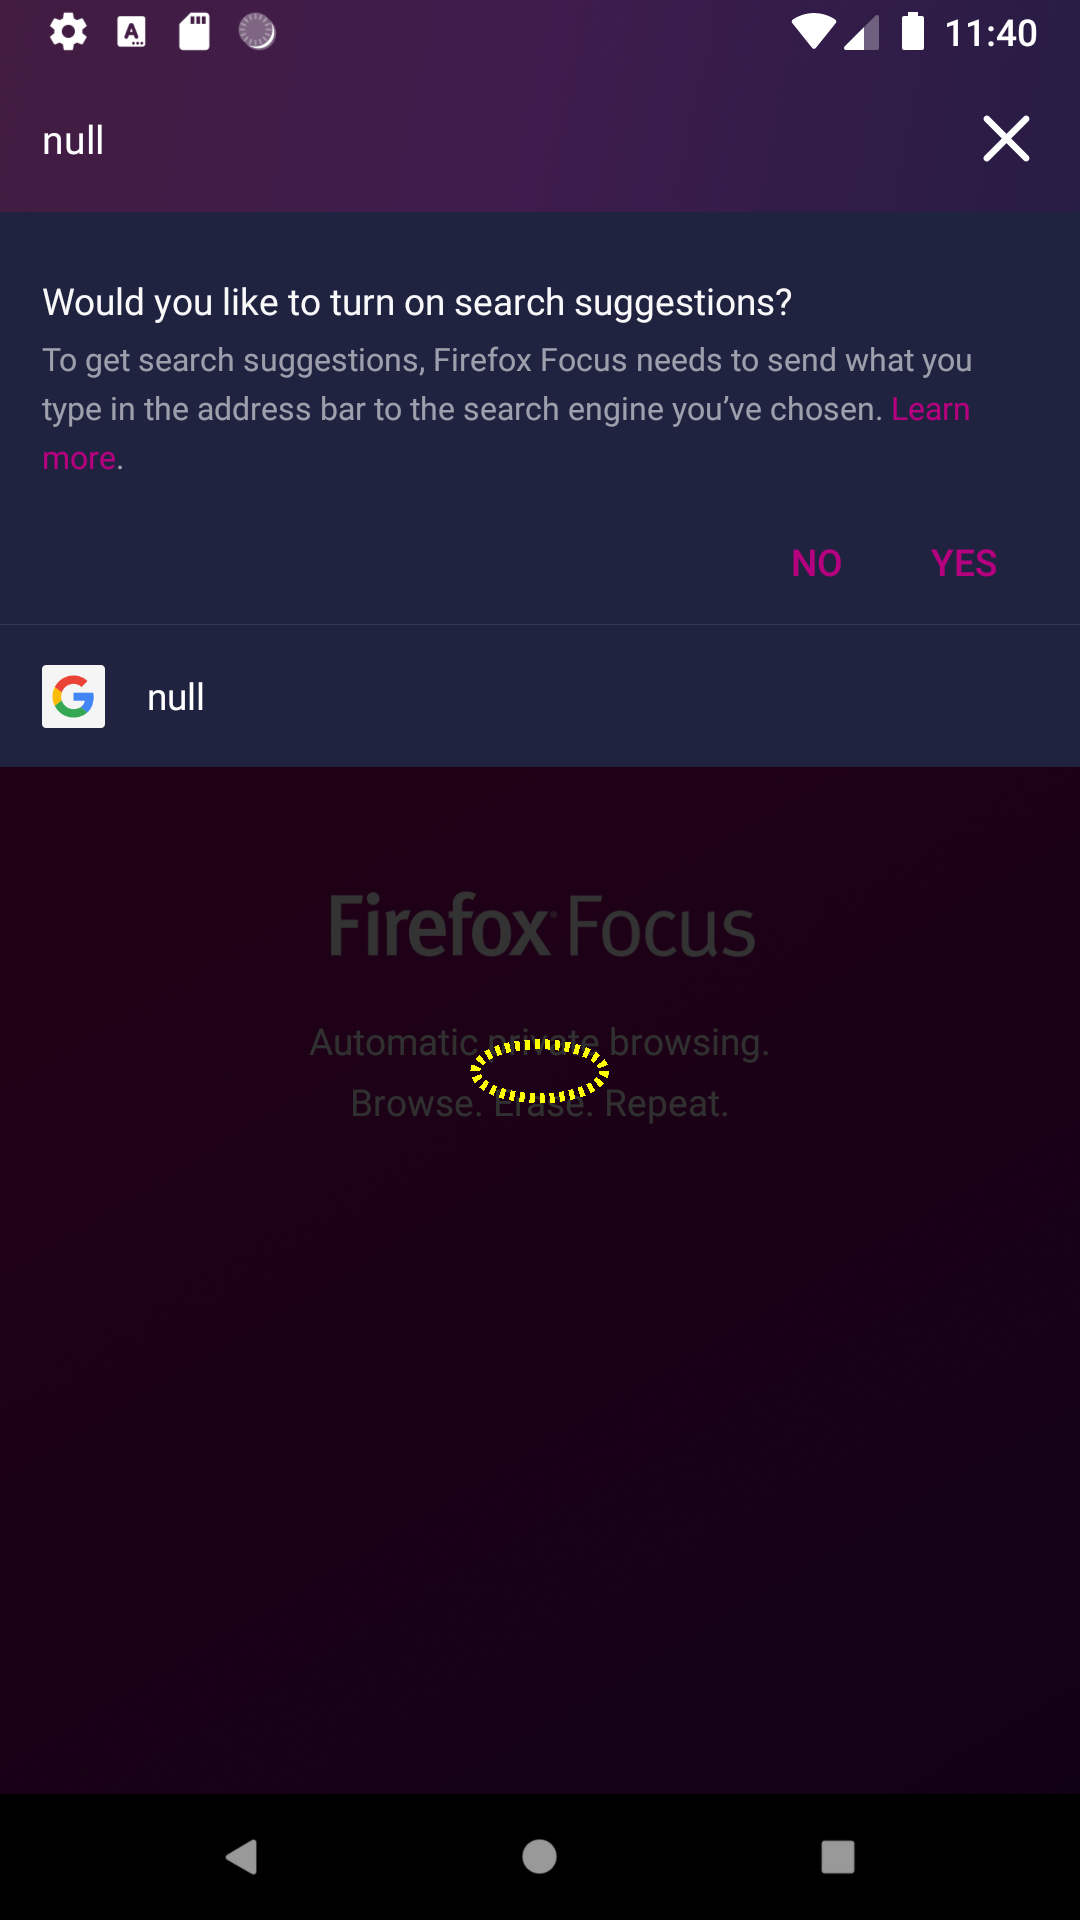 11:40
null
Would you like to turn on search suggestions?
To get search suggestions, Firefox Focus needs to send what you
type in the address bar to the search engine you’ve chosen. Learn
more.
NO YES
null
Firefox Focus
Automatic private browsing.
Browse. Erase. Repeat.